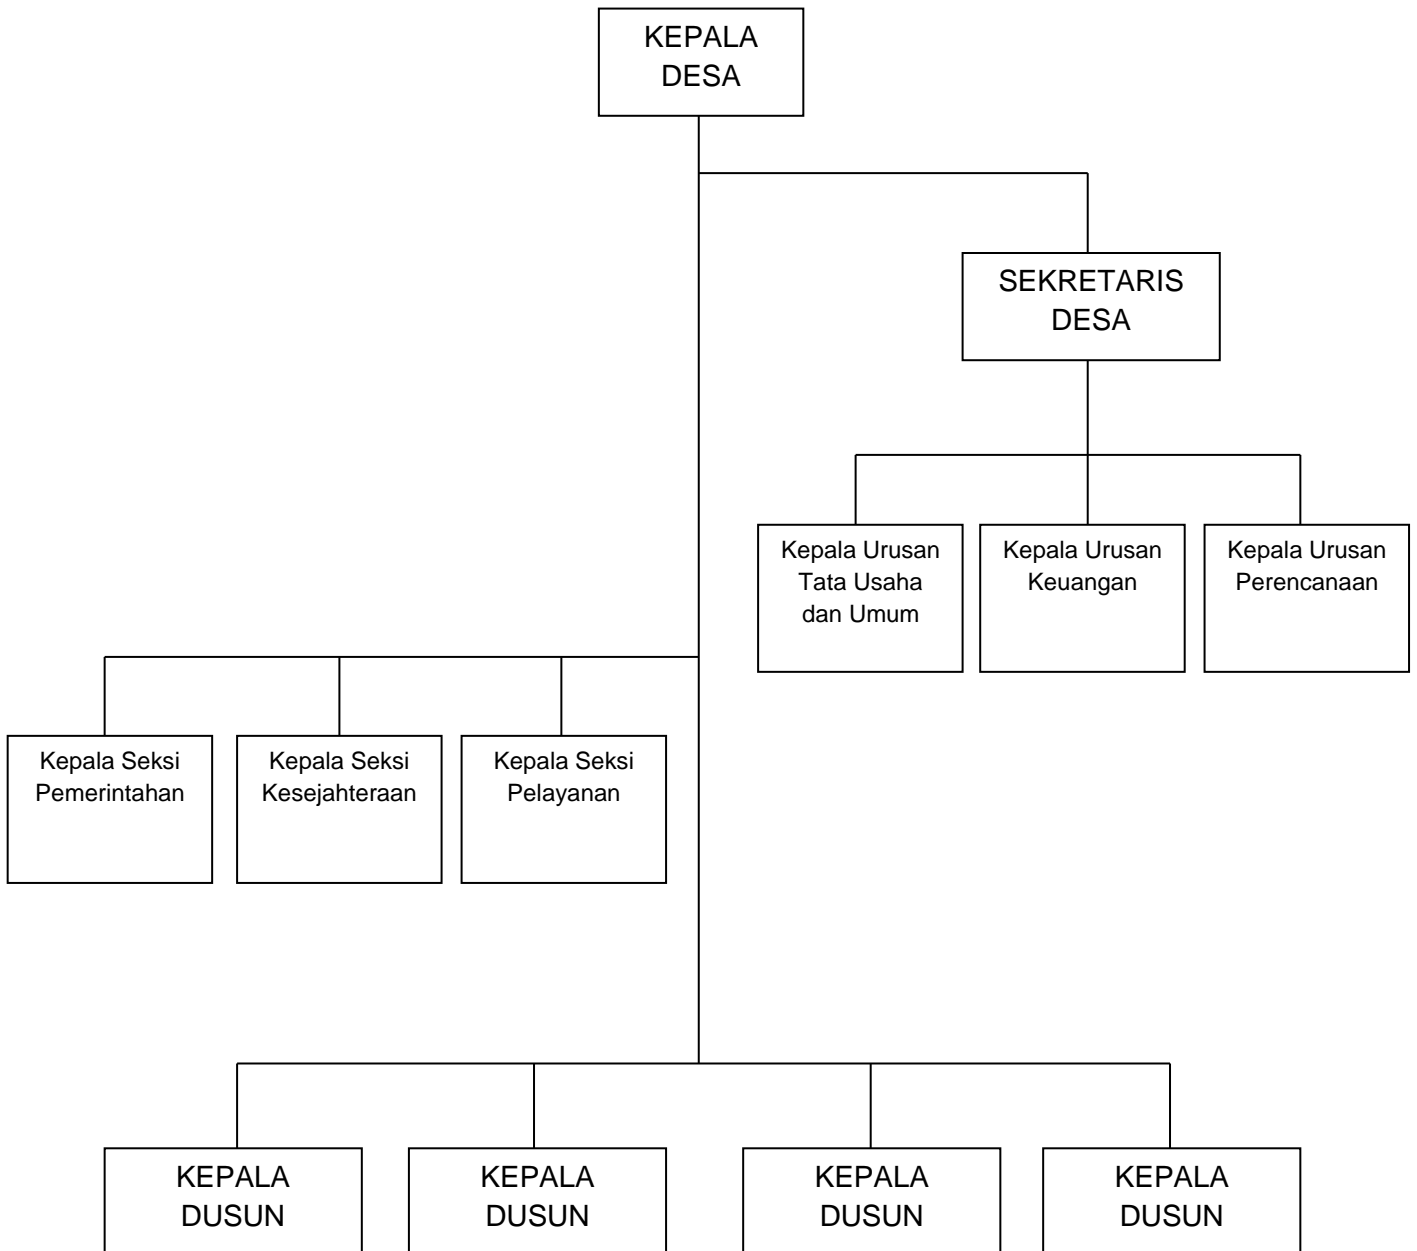 KEPALA
DESA
SEKRETARIS
DESA
Kepala Urusan
Tata Usaha
dan Umum
Kepala Urusan
Keuangan
Kepala Urusan
Perencanaan
Kepala Seksi
Pemerintahan
Kepala Seksi
Kesejahteraan
Kepala Seksi
Pelayanan
KEPALA
DUSUN
KEPALA
DUSUN
KEPALA
DUSUN
KEPALA
DUSUN